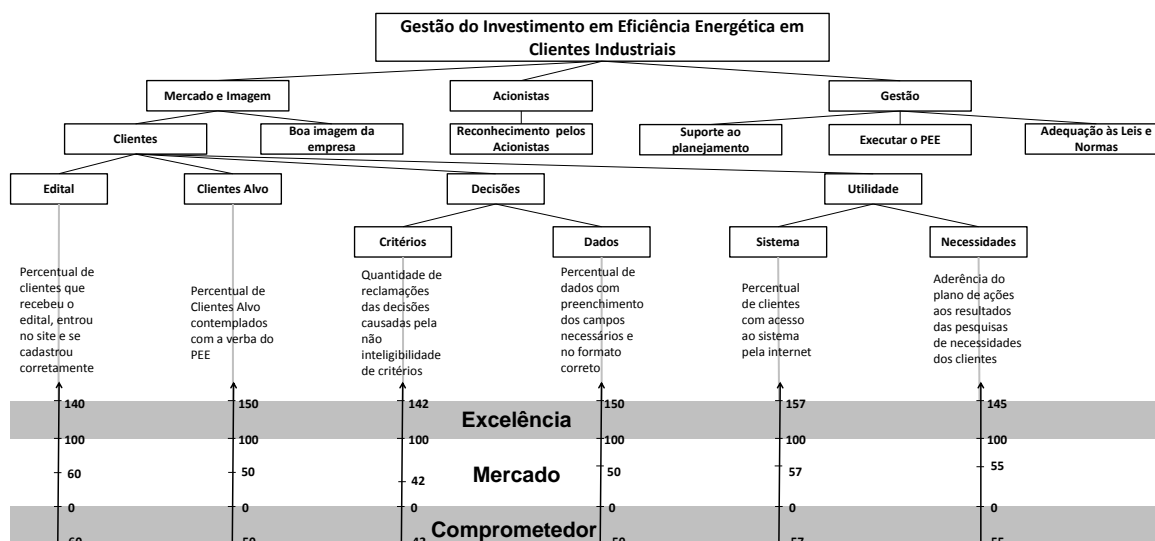 Gestão do Investimento em Eficiência Energética em
Clientes Industriais
Mercado e Imagem
Acionistas
Gestão
Clientes
Boa imagem da
empresa
Reconhecimento pelos
Acionistas
Suporte ao
planejamento
Executar o PEE
Adequação às Leis e
Normas
Edital
Clientes Alvo
Decisões
Utilidade
Critérios
Dados
Sistema
Necessidades
Percentual de
clientes que
recebeu o
edital, entrou
no site e se
cadastrou
corretamente
Percentual de
Clientes Alvo
contemplados
com a verba do
PEE
Quantidade de
reclamações
das decisões
causadas pela
não
inteligibilidade
de critérios
Percentual de
dados com
preenchimento
dos campos
necessários e
no formato
correto
Percentual
de clientes
com acesso
ao sistema
pela internet
Aderência do
plano de ações
aos resultados
das pesquisas
de necessidades
dos clientes
140 150 142 150 157 145
Excelência
100 100 100 100 100 100
60 50 42 50 57 55
Mercado
0 0 0 0 0 0
Comprometedor